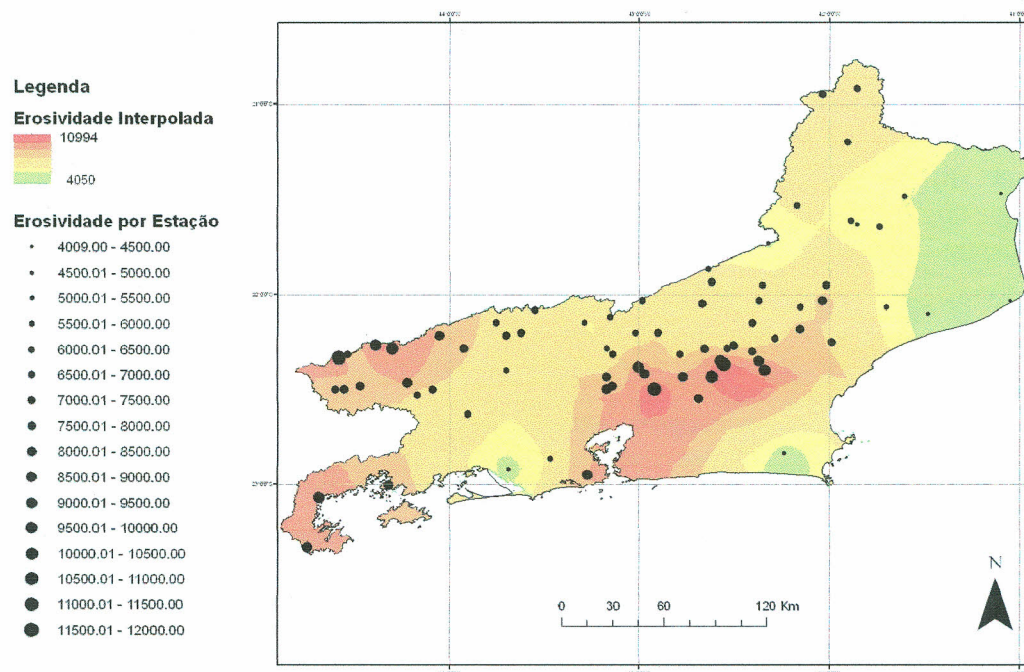 Legenda
Erosividade Interpolada
10994
4050
Erosividade por Estação
4009.00 - 4500.00
4500.01 - 5000.00
5000.01 - 5500.00
5500.01 - 6000.00
6000.01 - 6500.00
6500.01 - 7000.00
7000.01 - 7500.00
7500.01 - 8000.00
8000.01 - 8500.00
8500.01 - 9000.00
9000.01 - 9500.00
9500.01 - 10000.00
10000.01 - 10500.00
10500.01 - 11000.00
11000.01 - 11500.00
11500.01 - 12000.00
0 30 60 120 Km
N